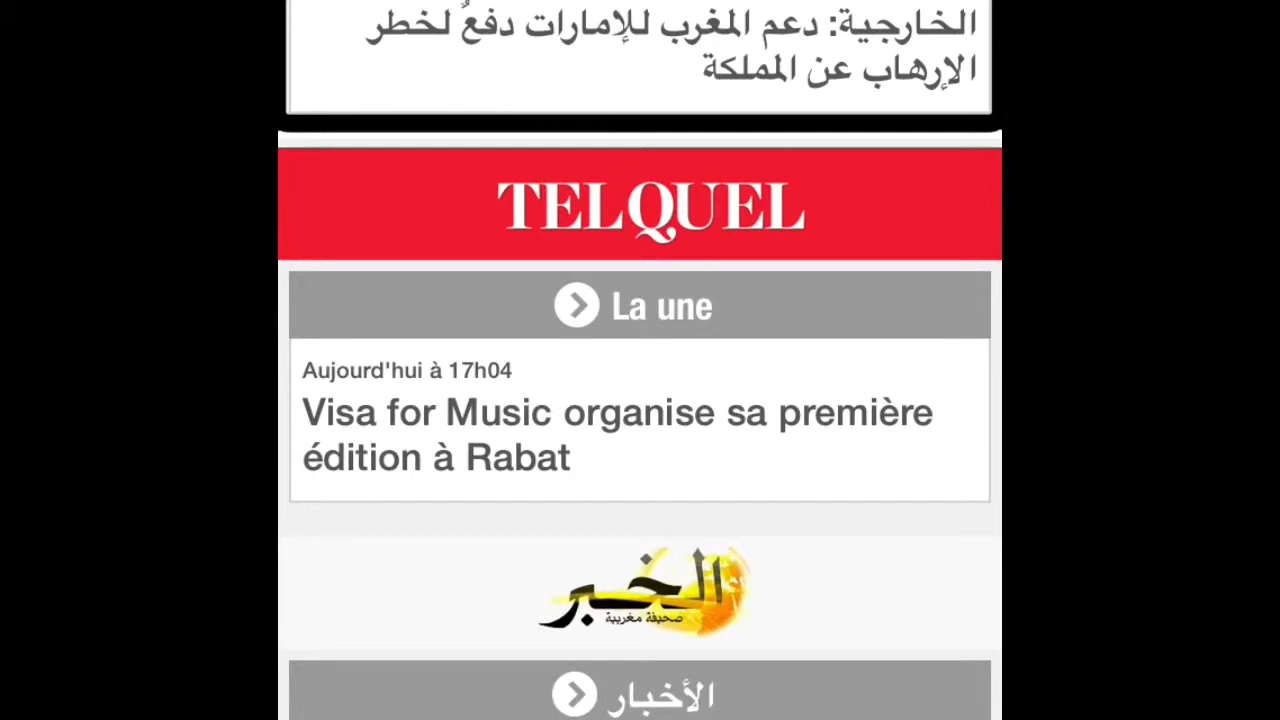 الخارجية: دعم المغرب للإمارات دفعٌ لخطر
الإرهاب عن المملكة
TELQUEL
La une
Aujourd'hui à 17h04
Visa for Music organise sa première
édition à Rabat
الخبر
صحيفة مغربية
الأخبار